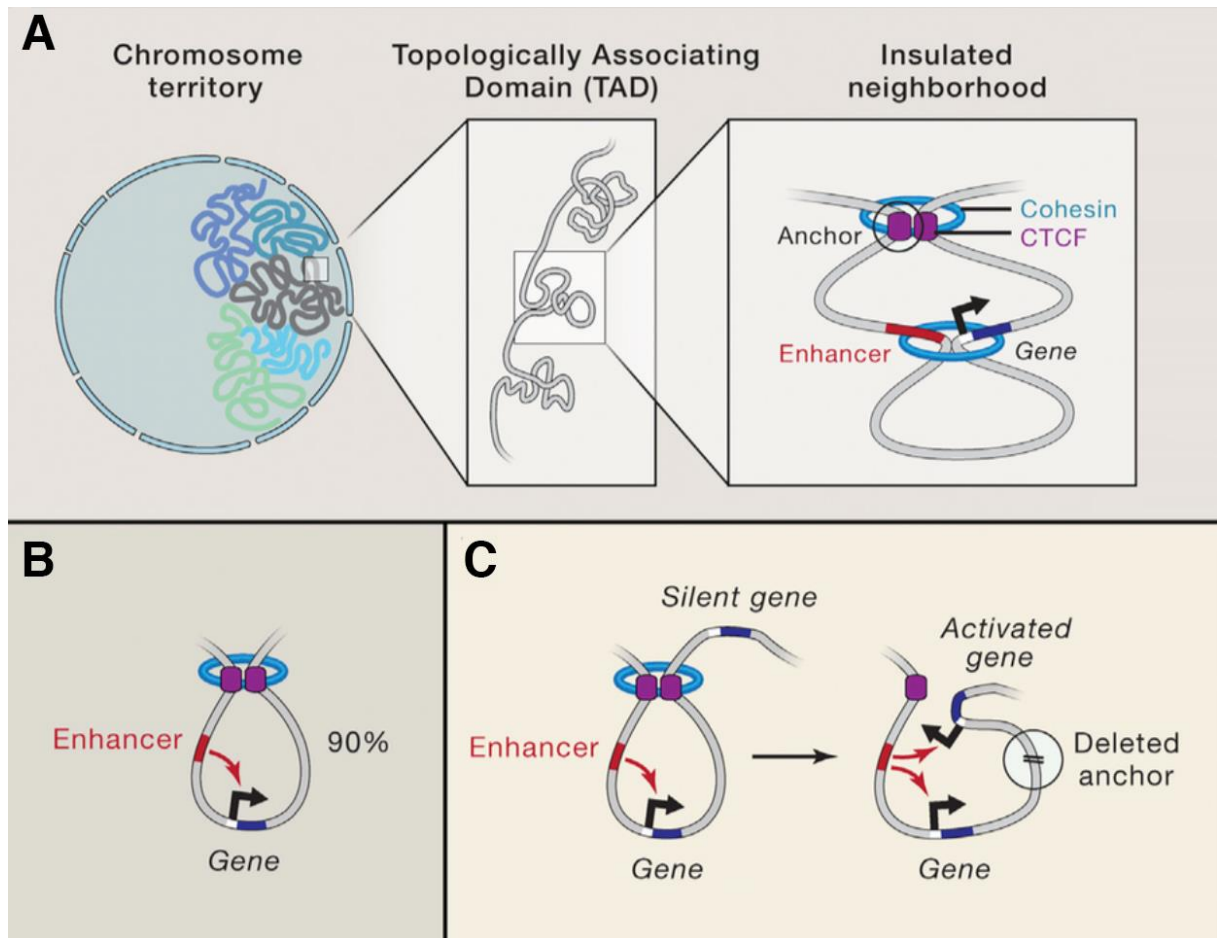 A
Chromosome
territory
Topologically Associating
Domain (TAD)
Insulated
neighborhood
Cohesin
CTCF
Anchor
Enhancer
Gene
B
Enhancer
90%
Gene
C
Silent gene
Enhancer
Gene
Activated
gene
Deleted
anchor
Gene